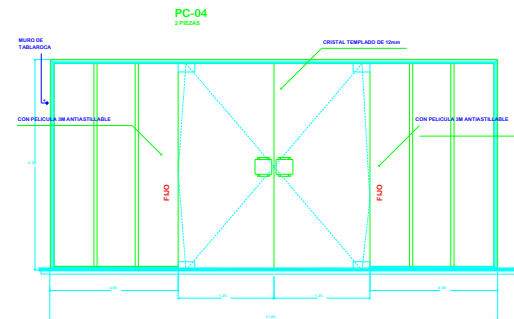 PC-04
2 PIEZAS
MURO DE
TABLAROCA
CRISTAL TEMPLADO DE 12mm
CON PELICULA 3M ANTIASTILLABLE
CON PELICULA 3M ANTIASTILLABLE
FIJO
FIJO